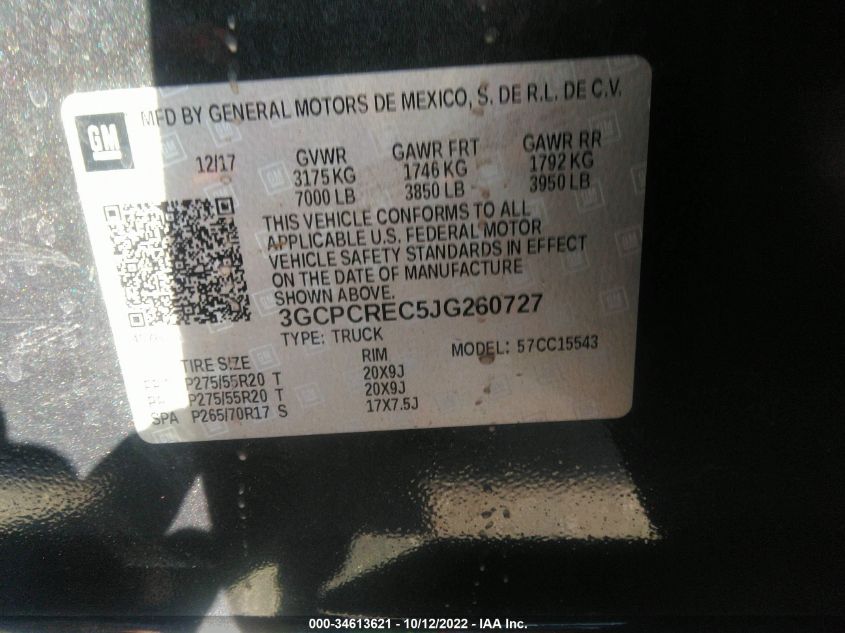 MFD BY GENERAL MOTORS DE MEXICO, S. DE R.L. DE C.V.
GM
12/17 GVWR GAWR FRT GAWR RR
3175 KG 1746 KG 1792 KG
7000 LB 3850 LB 3950 LB
THIS VEHICLE CONFORMS TO ALL
APPLICABLE U.S. FEDERAL MOTOR
VEHICLE SAFETY STANDARDS IN EFFECT
ON THE DATE OF MANUFACTURE
SHOWN ABOVE.
3GCPCREC5JG260727
TYPE: TRUCK MODEL: 57CC15543
TIRE SIZE RIM
P275/55R20 T 20X9J
P275/55R20 T 20X9J
SPA P265/70R17 S 17X7.5J
000-34613621 - 10/12/2022 - IAA Inc.